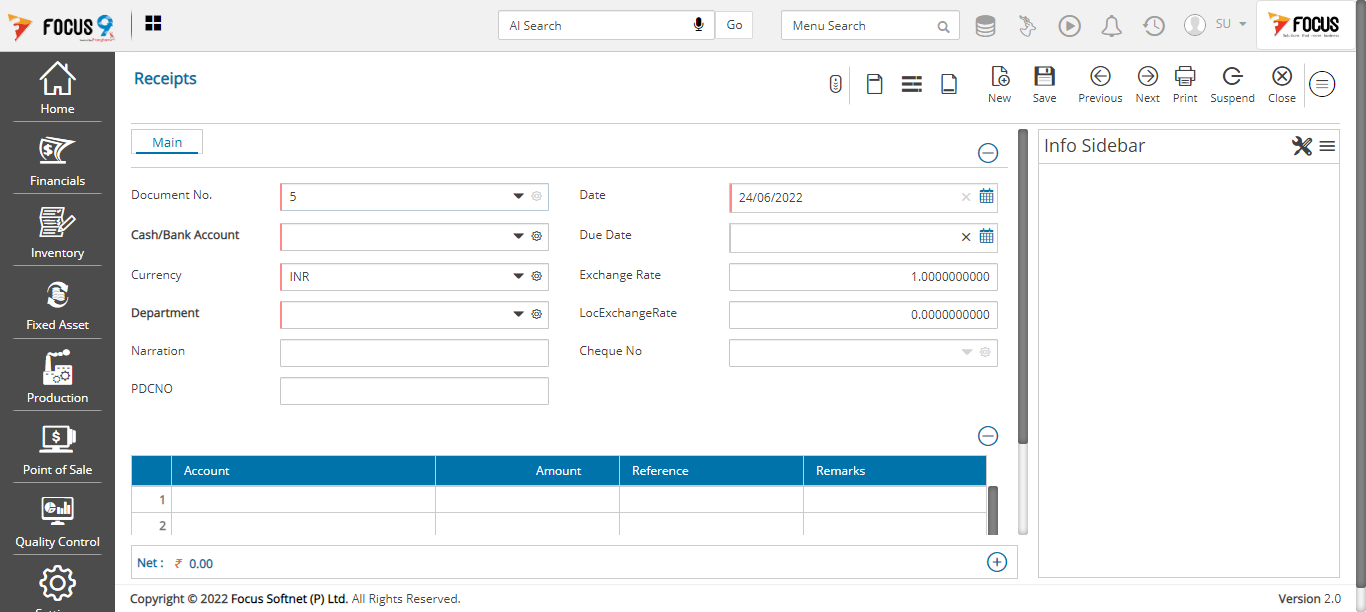 FOCUS 9
AI Search
Go
Menu Search
SU
FOCUS
Home
Financials
Inventory
Fixed Asset
Production
Point of Sale
Quality Control
Receipts
New
Save
Previous
Next
Print
Suspend
Close
Main
Info Sidebar
Document No.
5
Date
24/06/2022
Cash/Bank Account
Due Date
Currency
INR
Exchange Rate
1.0000000000
Department
LocExchangeRate
0.0000000000
Narration
Cheque No
PDCNO
Account Amount Reference Remarks
1
2
Net : ₹ 0.00
Copyright © 2022 Focus Softnet (P) Ltd. All Rights Reserved.
Version 2.0